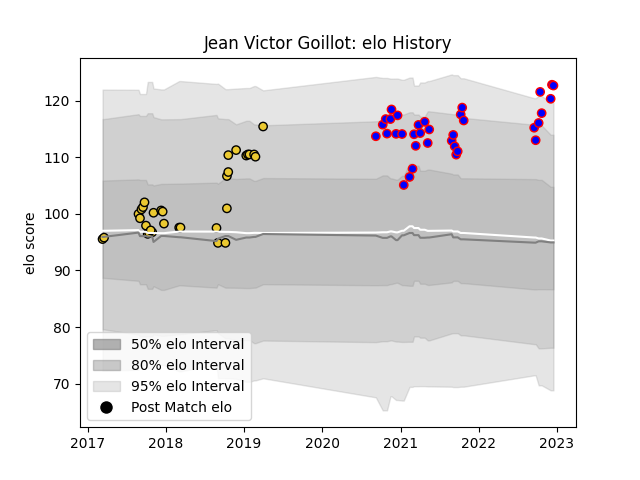 Jean Victor Goillot: elo History
elo score
120
110
100
90
80
70
50% elo Interval
80% elo Interval
95% elo Interval
Post Match elo
2017 2018 2019 2020 2021 2022 2023